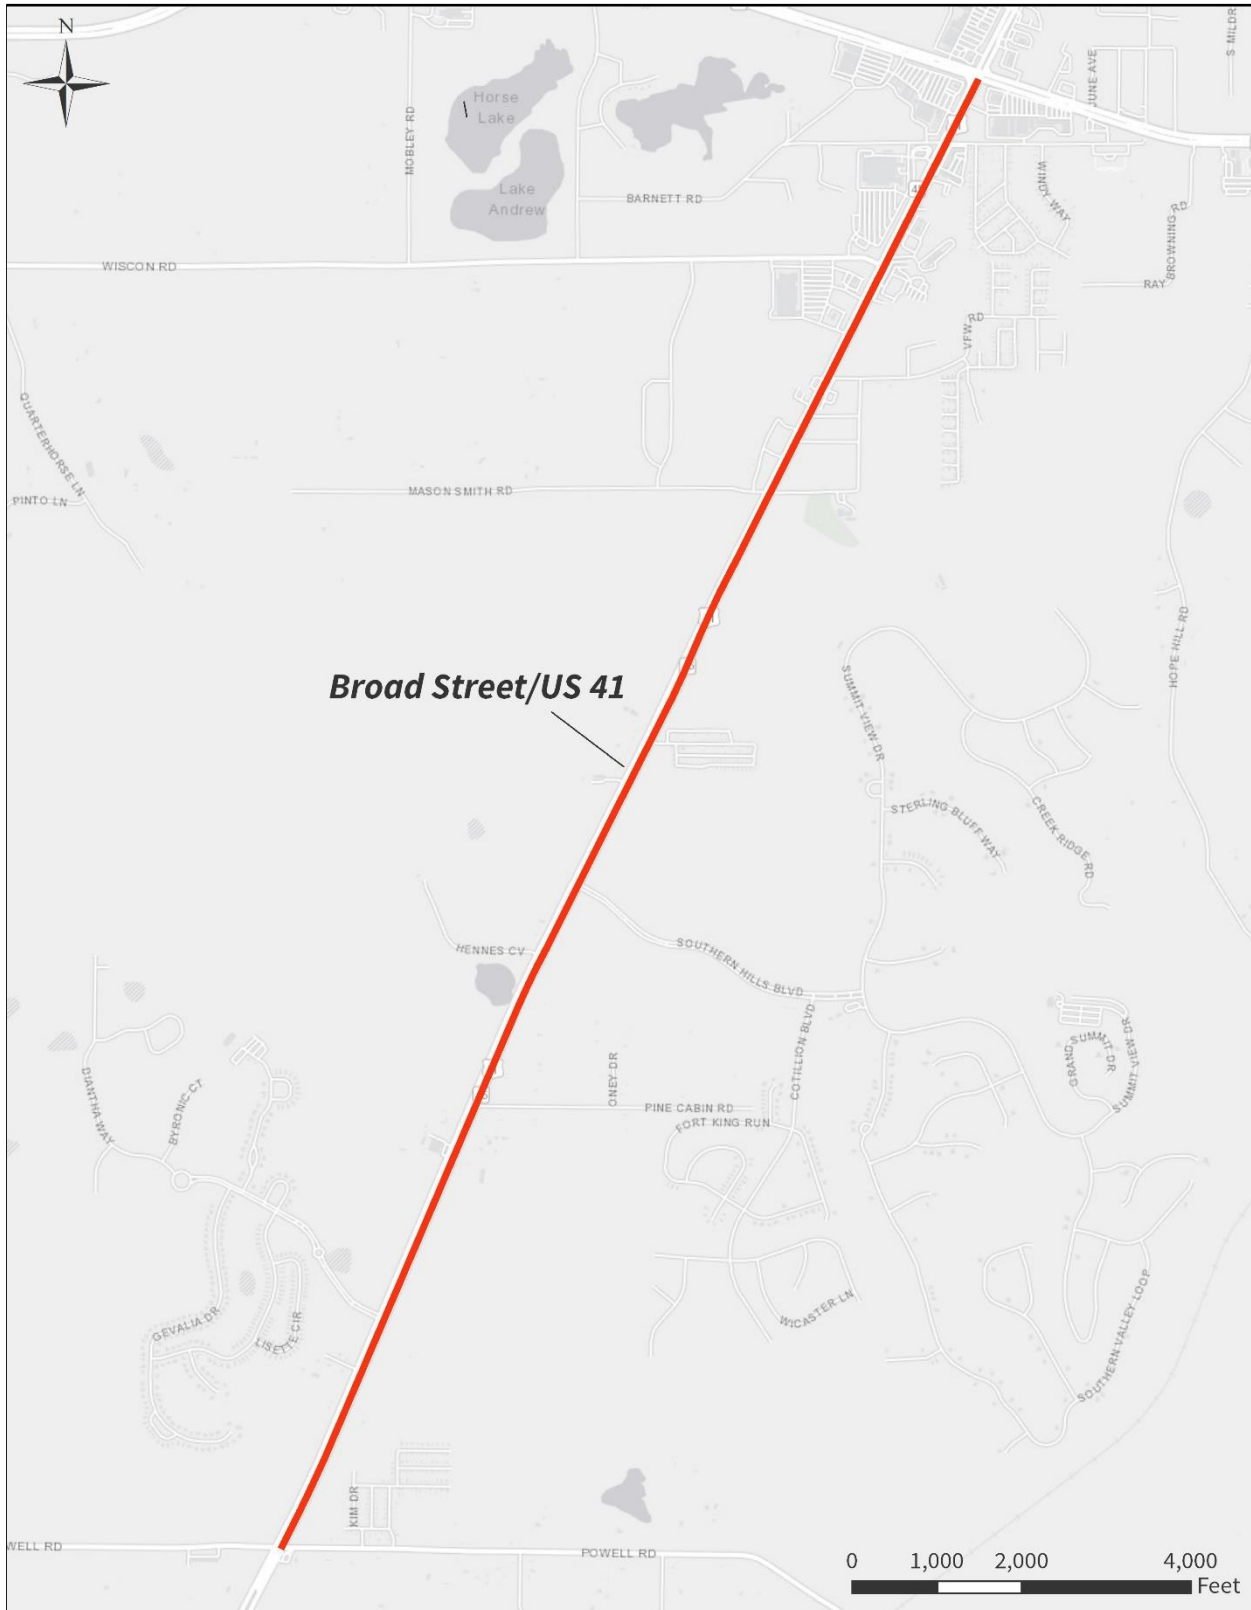 N
S MILDR
JUNE AVE
Horse
Lake
MOBLEY RD
WINDY WAY
Lake
Andrew
BARNETT RD
BROWNING RD
WISCON RD
RAY
VFW RD
QUARTERHORSE LN
MASON SMITH RD
PINTO LN
HOPE HILL RD
Broad Street/US 41
SUMMIT VIEW DR
STERLING BLUFF WAY
CREEK RIDGE RD
HENNES CV
SOUTHERN HILLS BLVD
COTILLION BLVD
GRAND SUMMIT DR
SUMMIT VIEW DR
DIANTHA WAY
BYRONIC CT
ONEY DR
PINE CABIN RD
FORT KING RUN
GEVALIA DR
LISETTE CIR
WICASTER LN
SOUTHERN VALLEY LOOP
KIM DR
WELL RD
POWELL RD
0 1,000 2,000 4,000
Feet